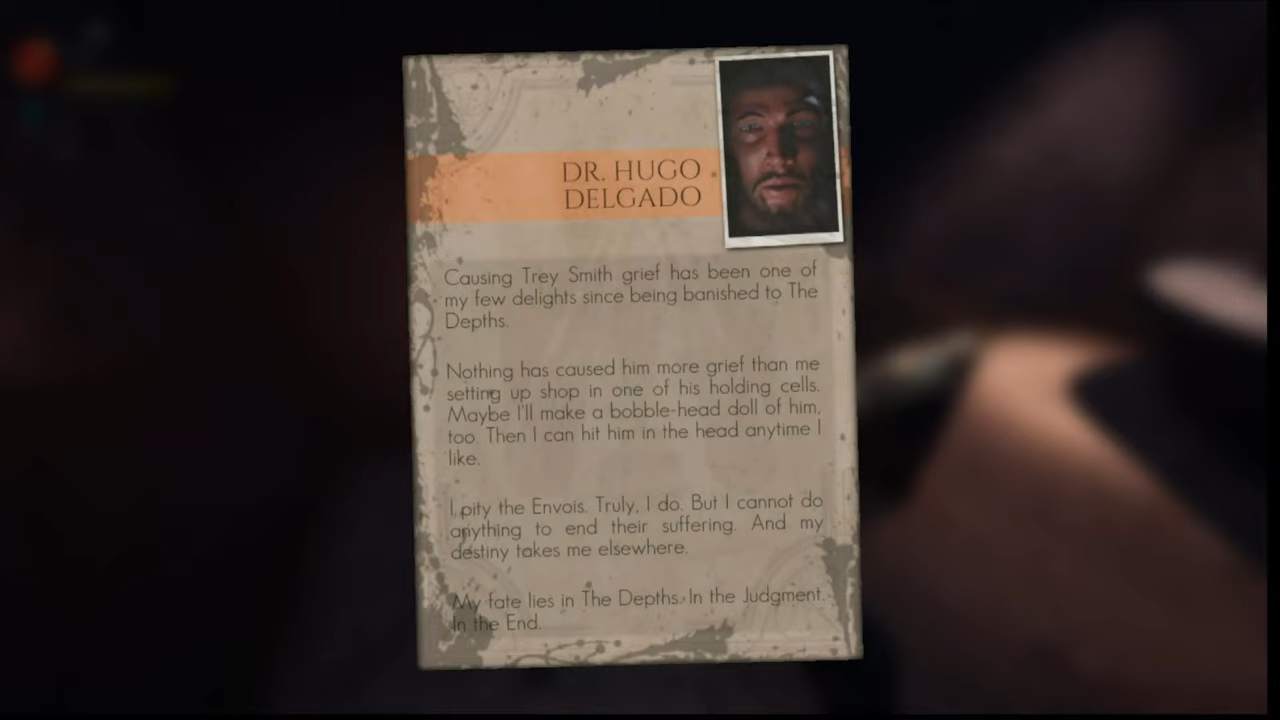 DR. HUGO
DELGADO
Causing Trey Smith grief has been one of
my few delights since being banished to The
Depths.
Nothing has caused him more grief than me
setting up shop in one of his holding cells.
Maybe I'll make a bobble-head doll of him,
too. Then I can hit him in the head anytime I
like.
I pity the Envois. Truly, I do. But I cannot do
anything to end their suffering. And my
destiny takes me elsewhere.
My fate lies in The Depths. In the Judgment.
In the End.